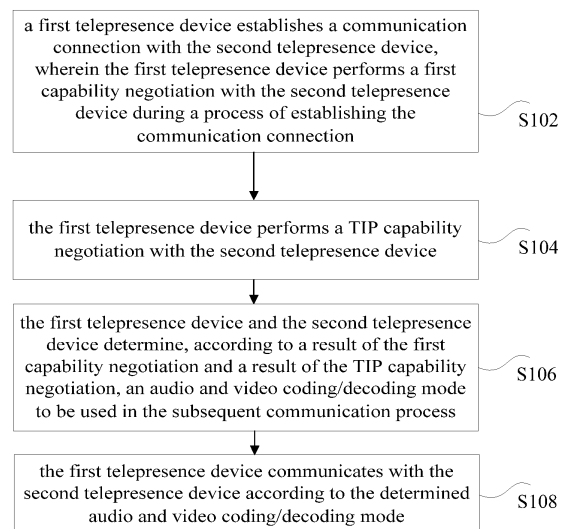 a first telepresence device establishes a communication
connection with the second telepresence device,
wherein the first telepresence device performs a first
capability negotiation with the second telepresence
device during a process of establishing the
communication connection
S102
the first telepresence device performs a TIP capability
negotiation with the second telepresence device
S104
the first telepresence device and the second telepresence
device determine, according to a result of the first
capability negotiation and a result of the TIP capability
negotiation, an audio and video coding/decoding mode
to be used in the subsequent communication process
S106
the first telepresence device communicates with the
second telepresence device according to the determined
audio and video coding/decoding mode
S108